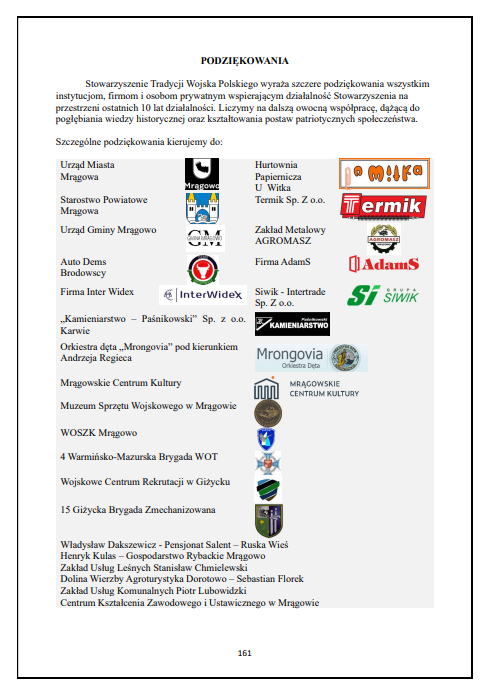 PODZIĘKOWANIA
Stowarzyszenie Tradycji Wojska Polskiego wyraża szczere podziękowania wszystkim
instytucjom, firmom i osobom prywatnym wspierającym działalność Stowarzyszenia na
przestrzeni ostatnich 10 lat działalności. Liczymy na dalszą owocną współpracę, dążącą do
pogłębiania wiedzy historycznej oraz kształtowania postaw patriotycznych społeczeństwa.
Szczególne podziękowania kierujemy do:
Urząd Miasta
Mrągowa
Mrągowo
Hurtownia
Papiernicza
U Witka
Starostwo Powiatowe
Mrągowa
Termik Sp. Z o.o.
Termik
Urząd Gminy Mrągowo
GM
GMINA MRĄGOWO
Zakład Metalowy
AGROMASZ
AGROMASZ
Auto Dems
Brodowscy
Firma AdamS
AdamS
Firma Inter Widex
InterWidex
Siwik - Intertrade
Sp. Z o.o.
Si GRUPA
SIWIK
„Kamieniarstwo – Paśnikowski” Sp. z o.o.
Karwie
Paśnikowski
KAMIENIARSTWO
Orkiestra dęta „Mrongovia” pod kierunkiem
Andrzeja Regieca
Mrongovia
Orkiestra Dęta
Mrągowskie Centrum Kultury
MRĄGOWSKIE
CENTRUM KULTURY
Muzeum Sprzętu Wojskowego w Mrągowie
WOSZK Mrągowo
4 Warmińsko-Mazurska Brygada WOT
Wojskowe Centrum Rekrutacji w Giżycku
15 Giżycka Brygada Zmechanizowana
Władysław Dakszewicz - Pensjonat Salent – Ruska Wieś
Henryk Kulas – Gospodarstwo Rybackie Mrągowo
Zakład Usług Leśnych Stanisław Chmielewski
Dolina Wierzby Agroturystyka Dorotowo – Sebastian Florek
Zakład Usług Komunalnych Piotr Lubowidzki
Centrum Kształcenia Zawodowego i Ustawicznego w Mrągowie
161